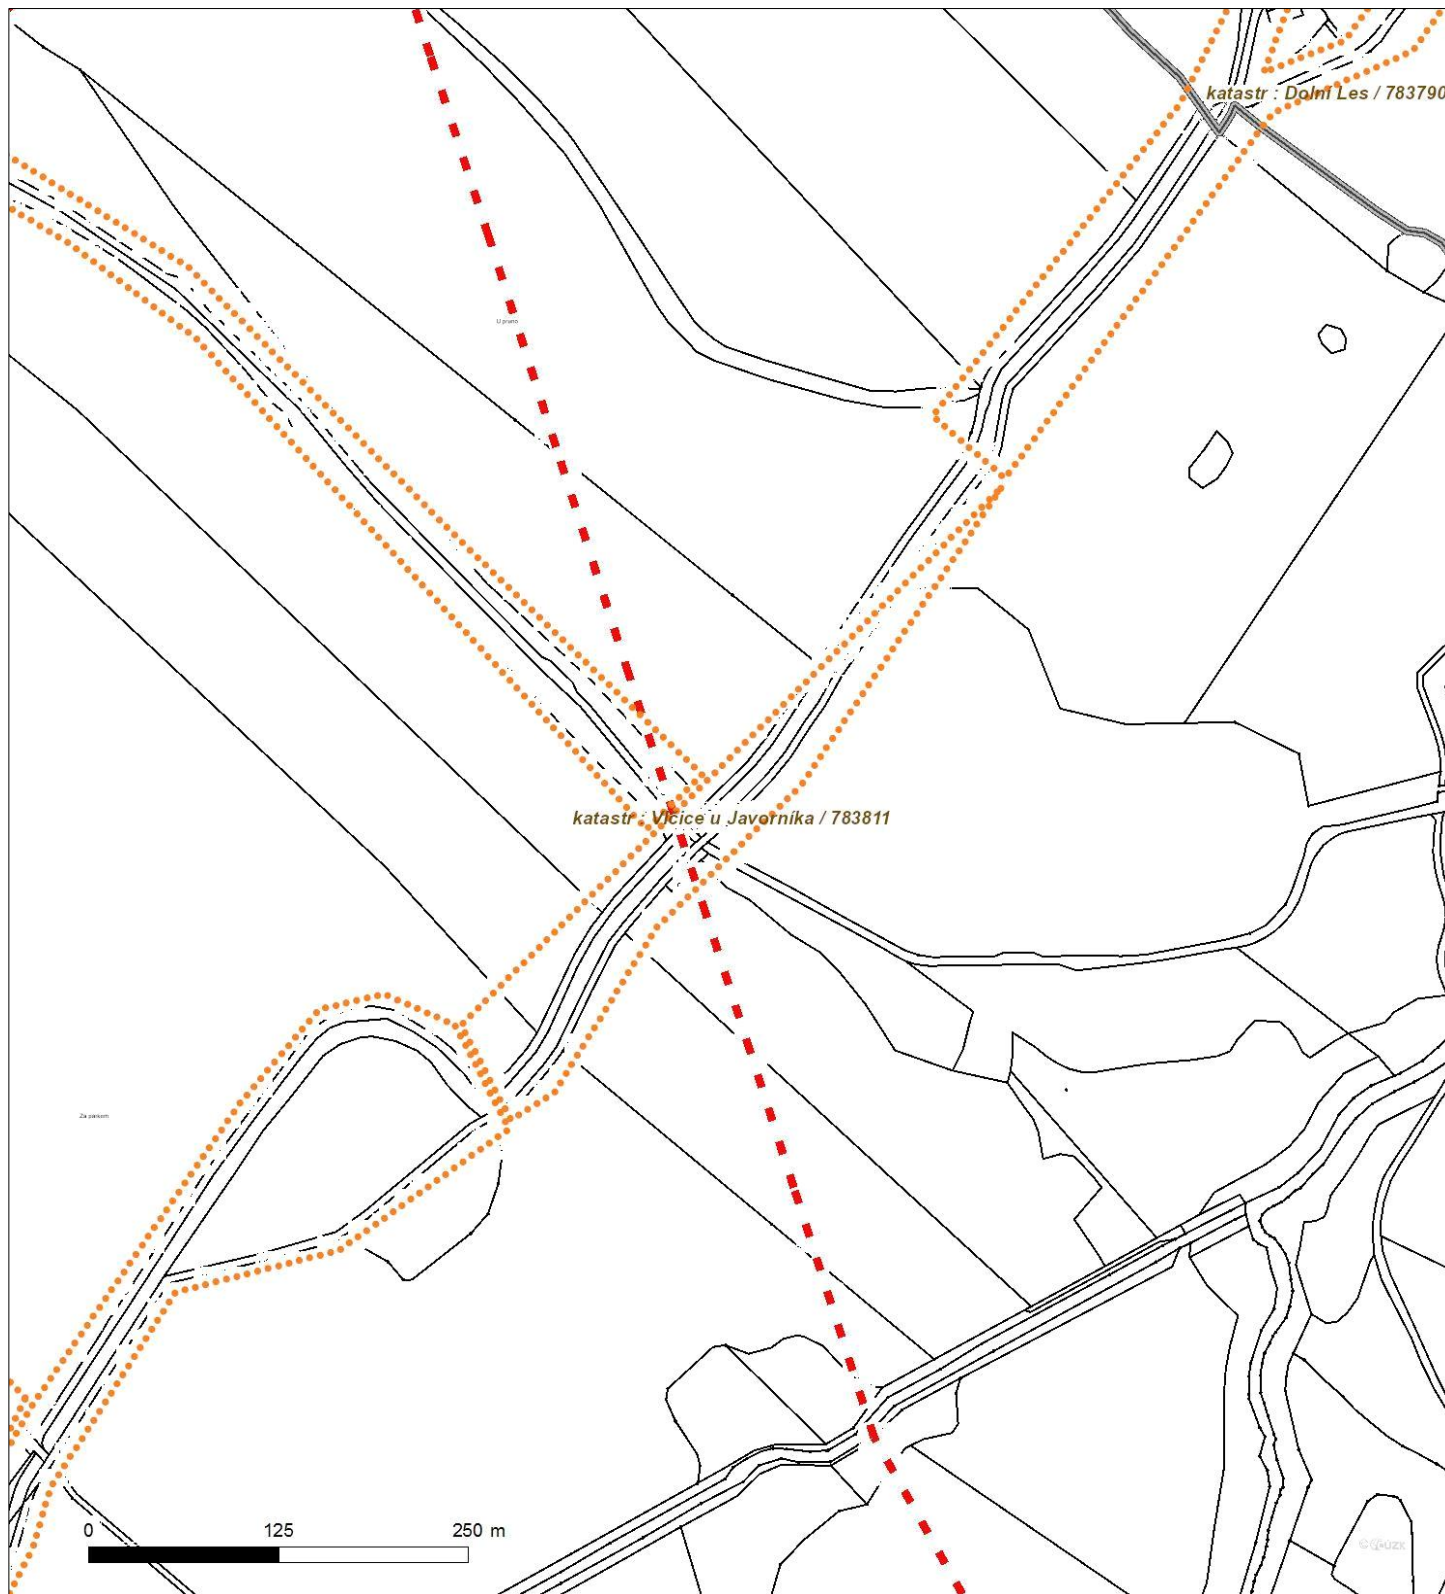 katastr : Dolní Les / 783790
katastr : Vlčice u Javorníka / 783811
0 125 250 m